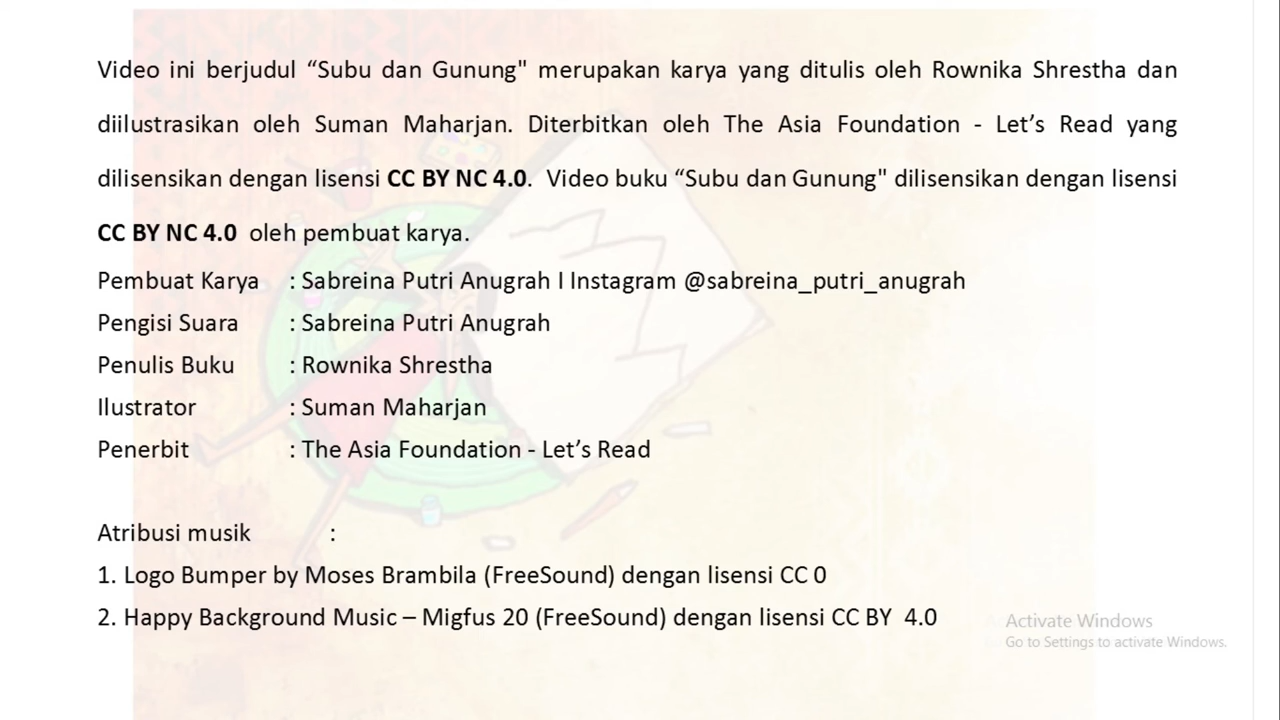 Video ini berjudul “Subu dan Gunung" merupakan karya yang ditulis oleh Rownika Shrestha dan
diilustrasikan oleh Suman Maharjan. Diterbitkan oleh The Asia Foundation - Let’s Read yang
dilisensikan dengan lisensi CC BY NC 4.0. Video buku “Subu dan Gunung" dilisensikan dengan lisensi
CC BY NC 4.0 oleh pembuat karya.
Pembuat Karya : Sabreina Putri Anugrah I Instagram @sabreina_putri_anugrah
Pengisi Suara : Sabreina Putri Anugrah
Penulis Buku : Rownika Shrestha
Ilustrator : Suman Maharjan
Penerbit : The Asia Foundation - Let’s Read
Atribusi musik :
1. Logo Bumper by Moses Brambila (FreeSound) dengan lisensi CC 0
2. Happy Background Music – Migfus 20 (FreeSound) dengan lisensi CC BY 4.0
Activate Windows
Go to Settings to activate Windows.